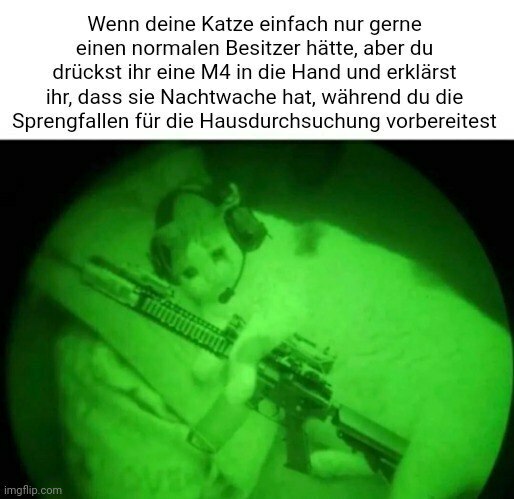 Wenn deine Katze einfach nur gerne
einen normalen Besitzer hätte, aber du
drückst ihr eine M4 in die Hand und erklärst
ihr, dass sie Nachtwache hat, während du die
Sprengfallen für die Hausdurchsuchung vorbereitest
imgflip.com